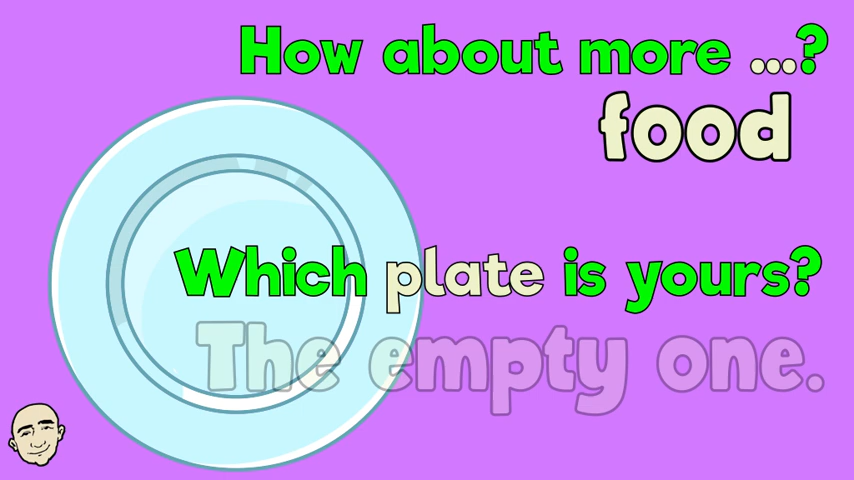 How about more ...?
food
Which plate is yours?
The empty one.